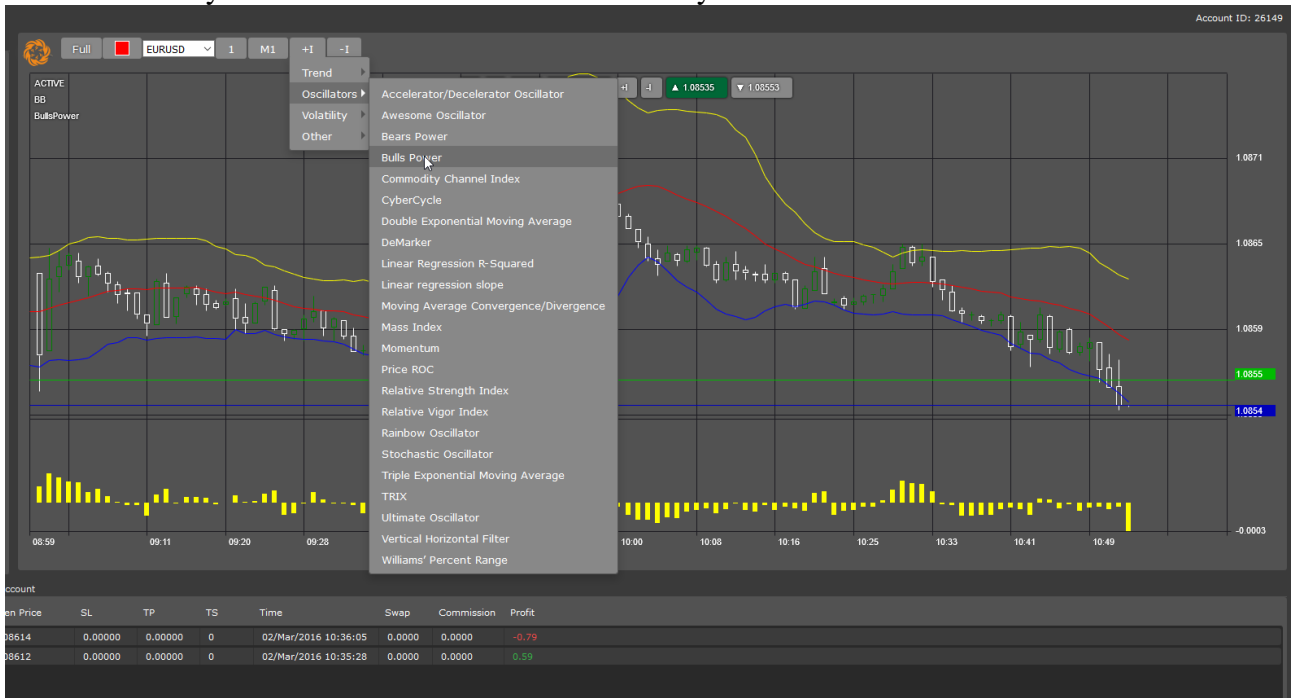 Account ID: 26149
Full EURUSD 1 M1 +I -I
Trend
Oscillators
Volatility
Other
ACTIVE
BB
BullsPower
Accelerator/Decelerator Oscillator
Awesome Oscillator
Bears Power
Bulls Power
Commodity Channel Index
CyberCycle
Double Exponential Moving Average
DeMarker
Linear Regression R-Squared
Linear regression slope
Moving Average Convergence/Divergence
Mass Index
Momentum
Price ROC
Relative Strength Index
Relative Vigor Index
Rainbow Oscillator
Stochastic Oscillator
Triple Exponential Moving Average
TRIX
Ultimate Oscillator
Vertical Horizontal Filter
Williams' Percent Range
+I -I ▲ 1.08535 ▼ 1.08553
1.0871
1.0865
1.0859
1.0855
1.0854
-0.0003
08:59 09:11 09:20 09:28 10:00 10:08 10:16 10:25 10:33 10:41 10:49
ccount
en Price SL TP TS Time Swap Commission Profit
08614 0.00000 0.00000 0 02/Mar/2016 10:36:05 0.0000 0.0000 -0.79
08612 0.00000 0.00000 0 02/Mar/2016 10:35:28 0.0000 0.0000 0.59